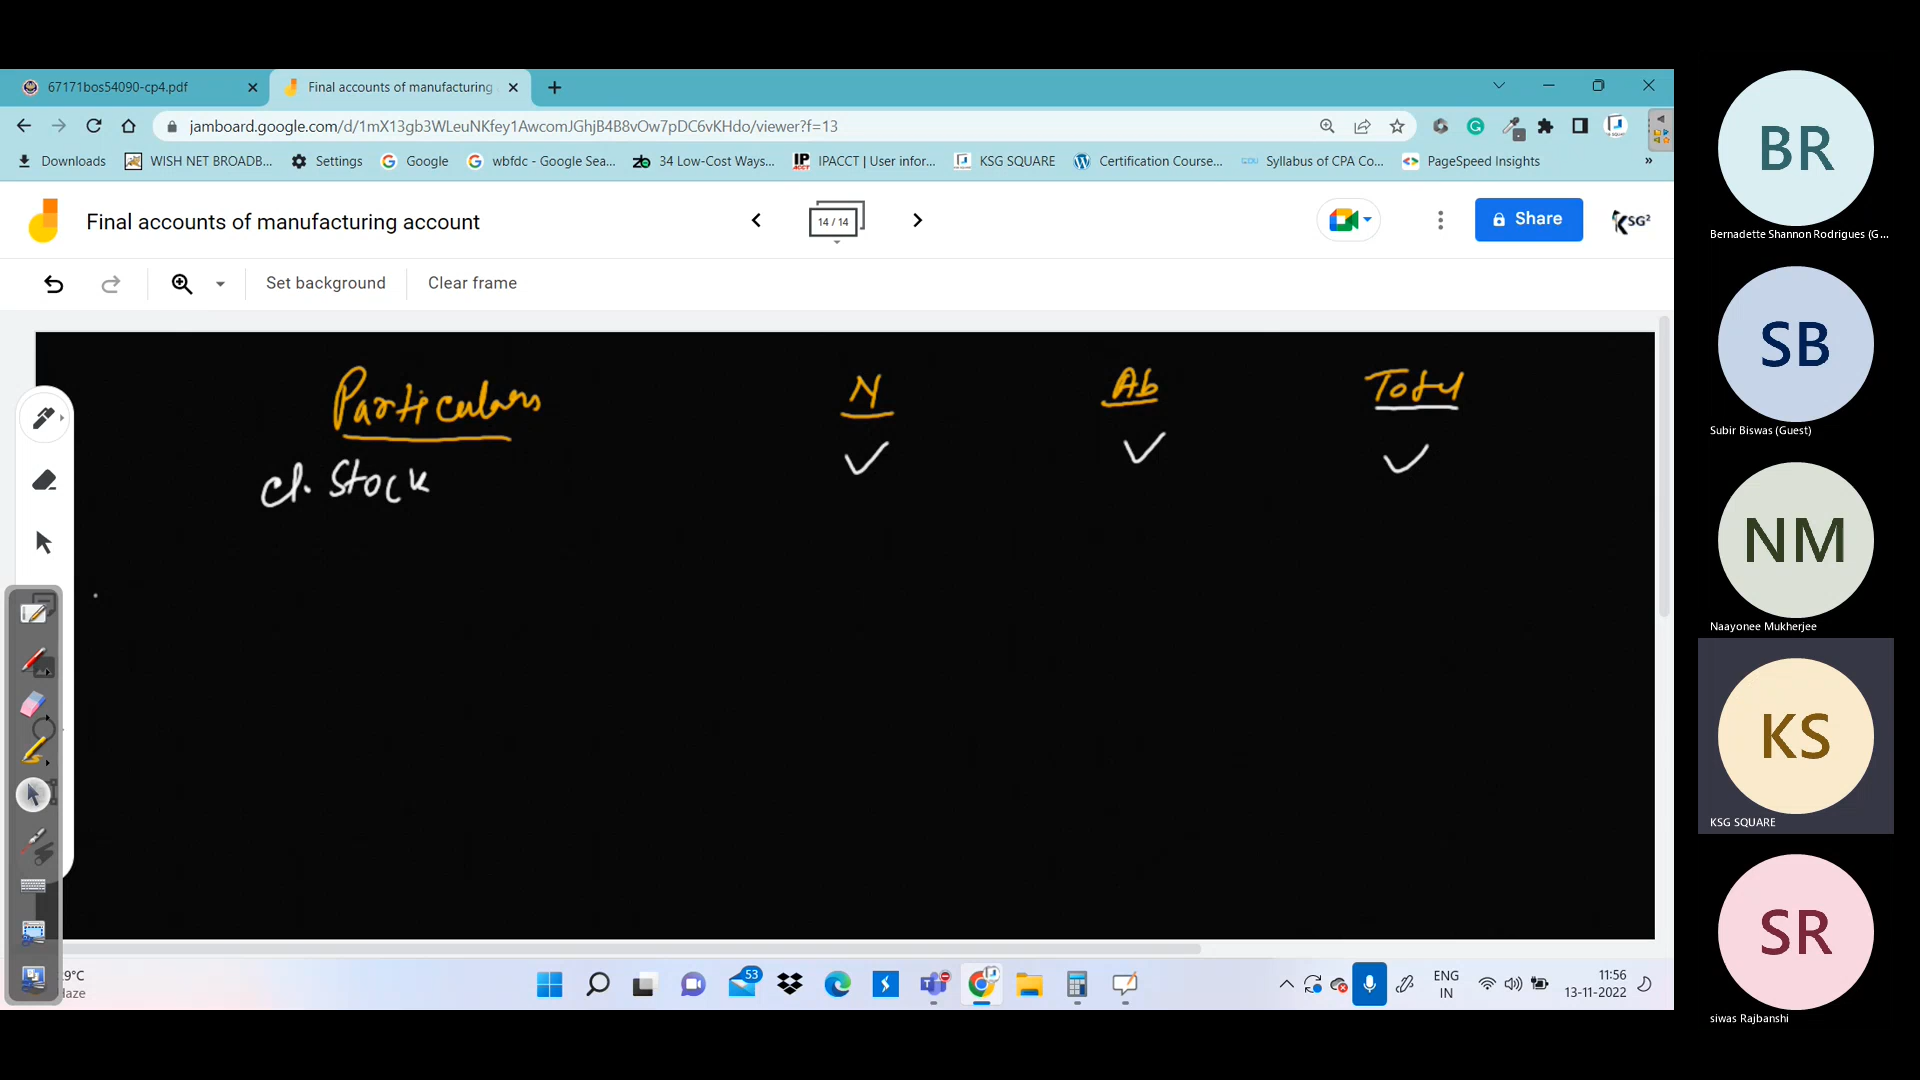 67171bos54090-cp4.pdf
Final accounts of manufacturing
jamboard.google.com/d/1mX13gb3WLeuNKfey1AwcomJGhjB4B8vOw7pDC6vKHdo/viewer?f=13
Downloads WISH NET BROADB... Settings Google wbfdc - Google Sea... 34 Low-Cost Ways... IPACCT | User infor... KSG SQUARE Certification Course... Syllabus of CPA Co... PageSpeed Insights »
Final accounts of manufacturing account
14 / 14
Share
KSG²
Set background
Clear frame
Particulars N Ab Total
cl. Stock
BR
Bernadette Shannon Rodrigues (G...
SB
Subir Biswas (Guest)
NM
Naayonee Mukherjee
KS
KSG SQUARE
SR
siwas Rajbanshi
9°C
53
ENG
IN
11:56
13-11-2022